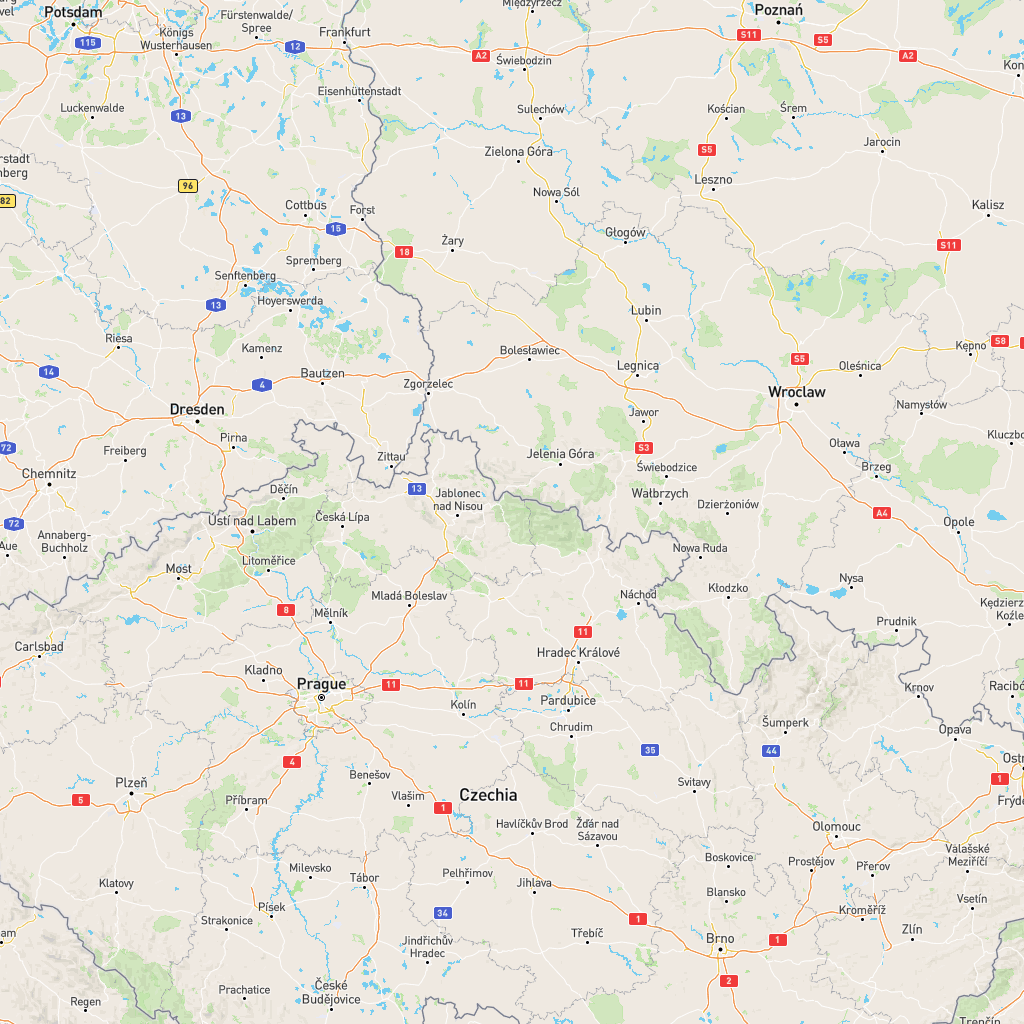 Potsdam
Fürstenwalde/
Spree
Frankfurt
Międzyrzecz
Poznań
115
Königs
Wusterhausen
12
A2
S11
S5
A2
Świebodzin
Luckenwalde
13
Eisenhüttenstadt
Sulechów
Kościan
Śrem
Jarocin
Zielona Góra
S5
96
82
Leszno
Nowa Sól
Cottbus
Forst
Kalisz
15
Głogów
Żary
S11
18
Spremberg
Senftenberg
13
Hoyerswerda
Lubin
Riesa
Kamenz
Bolesławiec
S8
Kępno
S5
14
Bautzen
4
Zgorzelec
Legnica
Oleśnica
Wroclaw
Dresden
Jawor
Namysłów
Pirna
72
Freiberg
S3
Oława
Zittau
Jelenia Góra
Świebodzice
Brzeg
Chemnitz
Děčín
13
Jablonec
nad Nisou
Wałbrzych
Dzierżoniów
A4
Opole
72
Annaberg-
Buchholz
Aue
Ústí nad Labem
Česká Lípa
Litoměřice
Most
Nowa Ruda
Nysa
Kłodzko
Mladá Boleslav
Náchod
8
Mělník
Prudnik
11
Carlsbad
Hradec Králové
Kladno
Prague
11
11
Krnov
Kolín
Pardubice
Chrudim
Šumperk
Opava
35
44
4
Benešov
Svitavy
1
Plzeň
5
Příbram
Vlašim
Czechia
1
Havlíčkův Brod
Žďár nad
Sázavou
Olomouc
Valašské
Meziříčí
Boskovice
Prostějov
Přerov
Milevsko
Pelhřimov
Tábor
Jihlava
Blansko
Klatovy
Vsetín
Písek
Strakonice
34
1
Kroměříž
Zlín
Třebíč
Brno
1
Jindřichův
Hradec
2
České
Budějovice
Prachatice
Regen
Trenčín